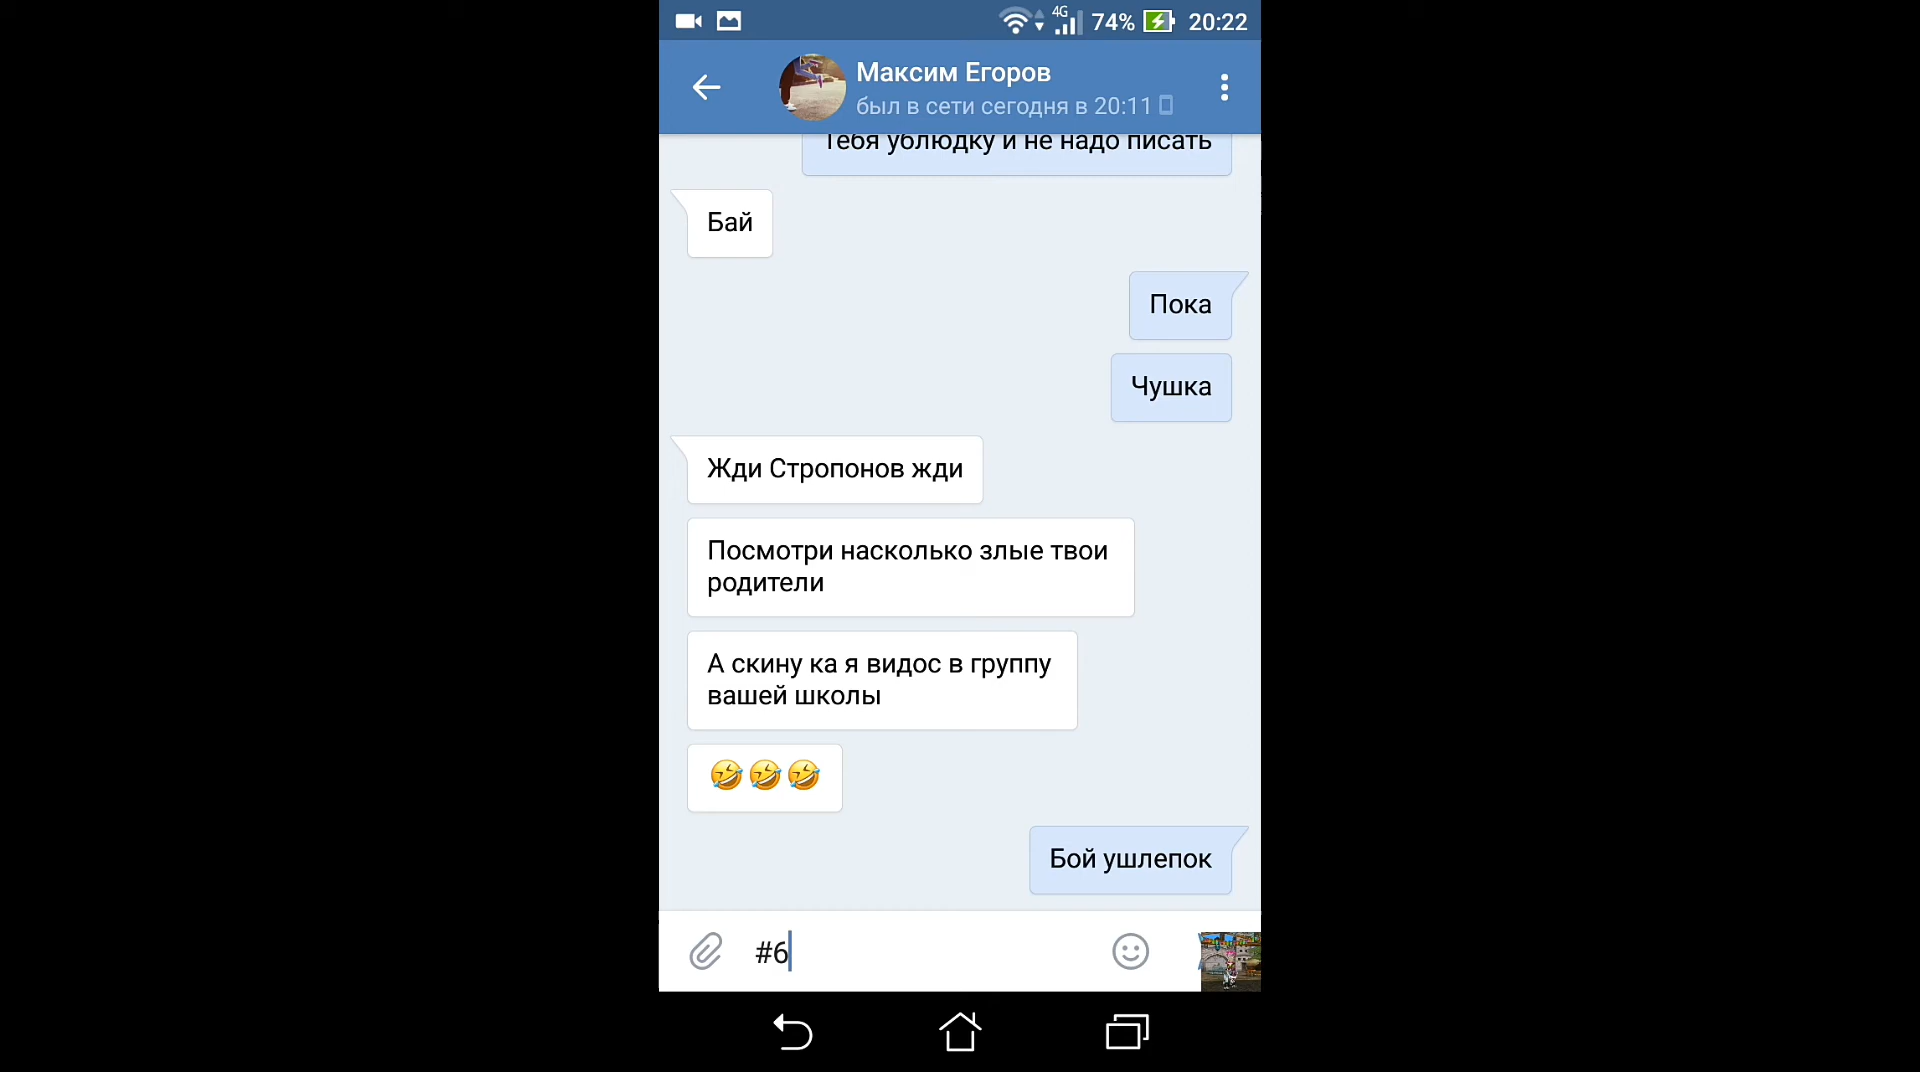 4G 74% 20:22
Максим Егоров
был в сети сегодня в 20:11
Тебя ублюдку и не надо писать
Бай
Пока
Чушка
Жди Стропонов жди
Посмотри насколько злые твои
родители
А скину ка я видос в группу
вашей школы
Бой ушлепок
#6